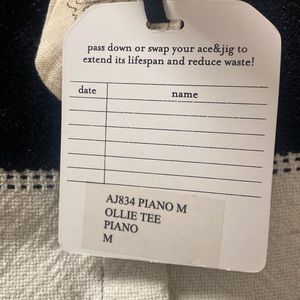 pass down or swap your ace&jig to
extend its lifespan and reduce waste!
date name
AJ834 PIANO M
OLLIE TEE
PIANO
M